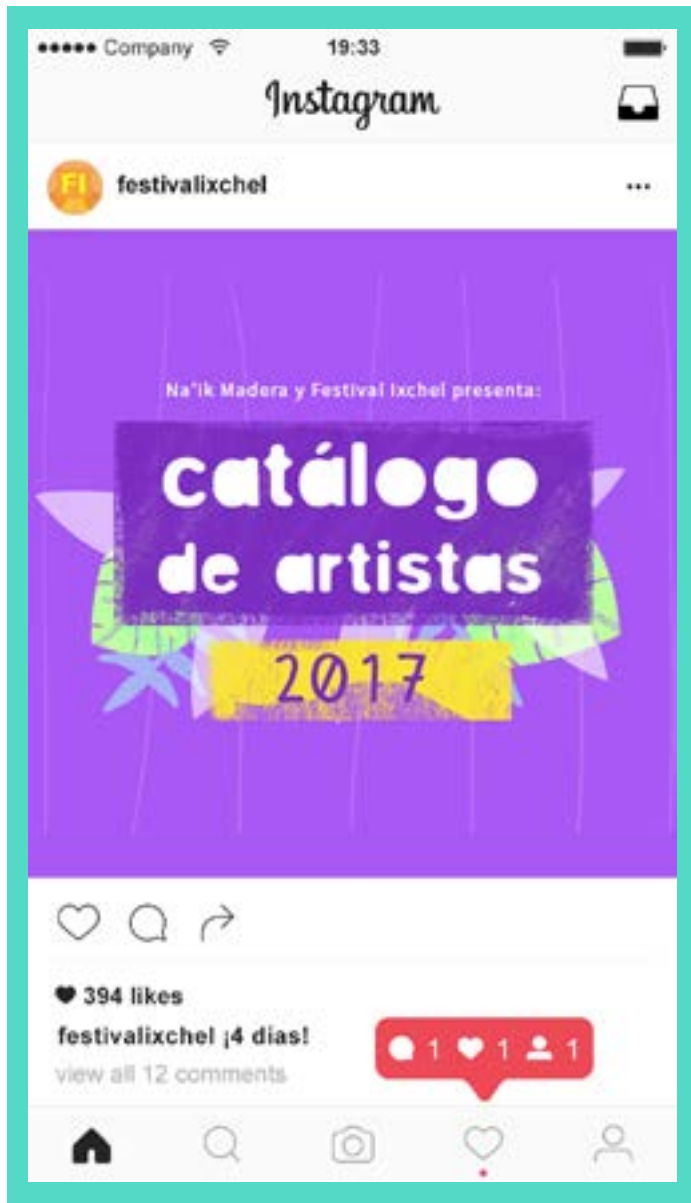 Company 19:33
Instagram
FI
festivalixchel
Na'ik Madera y Festival Ixchel presenta:
catálogo
de artistas
2017
394 likes
festivalixchel ¡4 dias!
view all 12 comments
1 1 1